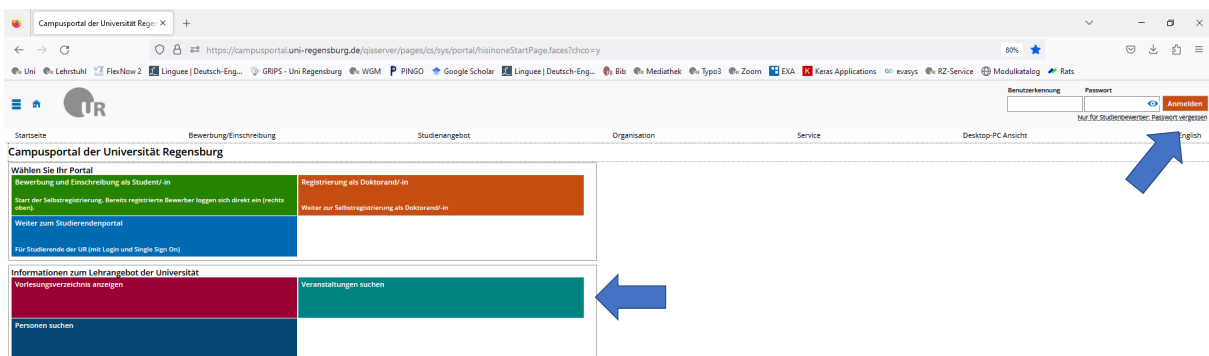 Campusportal der Universität Reger
https://campusportal.uni-regensburg.de/qisserver/pages/cs/sys/portal/hisinoneStartPage.faces?chco=y
80%
Uni Lehrstuhl FlexNow 2 Linguee | Deutsch-Eng... GRIPS - Uni Regensburg WGM PINGO Google Scholar Linguee | Deutsch-Eng... Bib Mediathek Typo3 Zoom EXA Keras Applications evasys RZ-Service Modulkatalog Rats
UR
Benutzerkennung Passwort
Anmelden
Nur für Studienbewerber: Passwort vergessen
Startseite Bewerbung/Einschreibung Studienangebot Organisation Service Desktop-PC Ansicht English
Campusportal der Universität Regensburg
Wählen Sie Ihr Portal
Bewerbung und Einschreibung als Student/-in
Start der Selbstregistrierung. Bereits registrierte Bewerber loggen sich direkt ein (rechts
oben).
Registrierung als Doktorand/-in
Weiter zur Selbstregistrierung als Doktorand/-in
Weiter zum Studierendenportal
Für Studierende der UR (mit Login und Single Sign On)
Informationen zum Lehrangebot der Universität
Vorlesungsverzeichnis anzeigen
Veranstaltungen suchen
Personen suchen